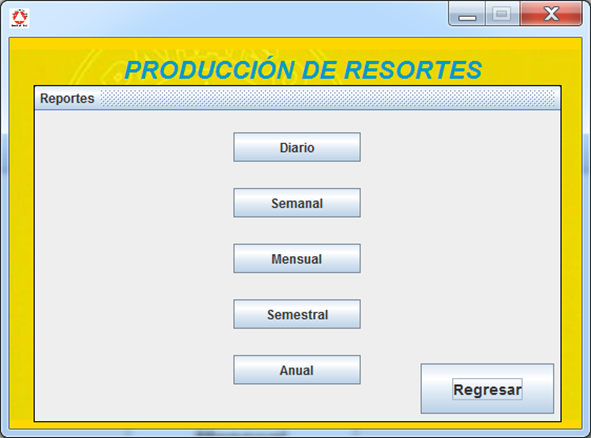 PRODUCCIÓN DE RESORTES
Reportes
Diario
Semanal
Mensual
Semestral
Anual
Regresar